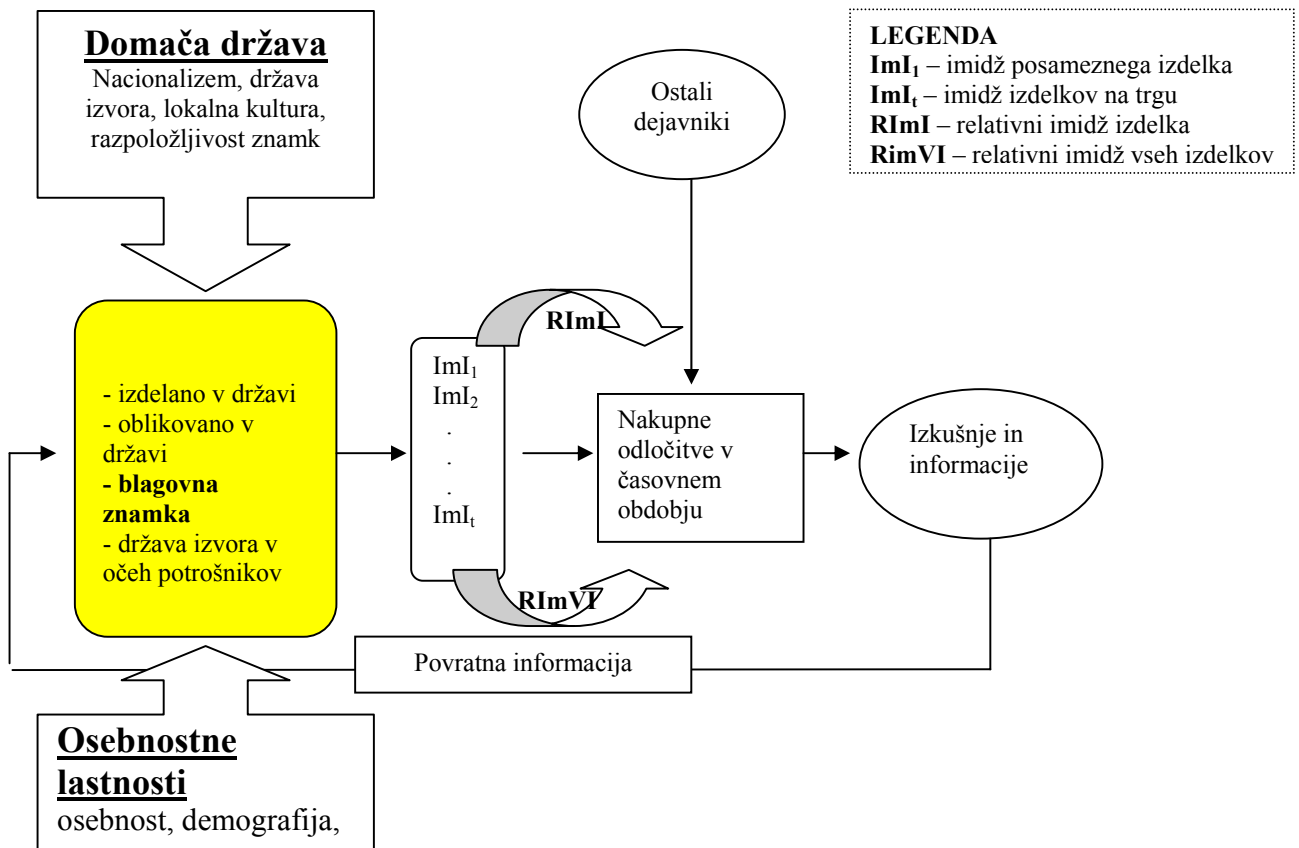 Domača država
Nacionalizem, država
izvora, lokalna kultura,
razpoložljivost znamk
Ostali
dejavniki
LEGENDA
ImI₁ – imidž posameznega izdelka
ImIₜ – imidž izdelkov na trgu
RImI – relativni imidž izdelka
RimVI – relativni imidž vseh izdelkov
- izdelano v državi
- oblikovano v
državi
- blagovna
znamka
- država izvora v
očeh potrošnikov
RImI
ImI₁
ImI₂
.
.
.
ImIₜ
RImVI
Nakupne
odločitve v
časovnem
obdobju
Izkušnje in
informacije
Povratna informacija
Osebnostne
lastnosti
osebnost, demografija,